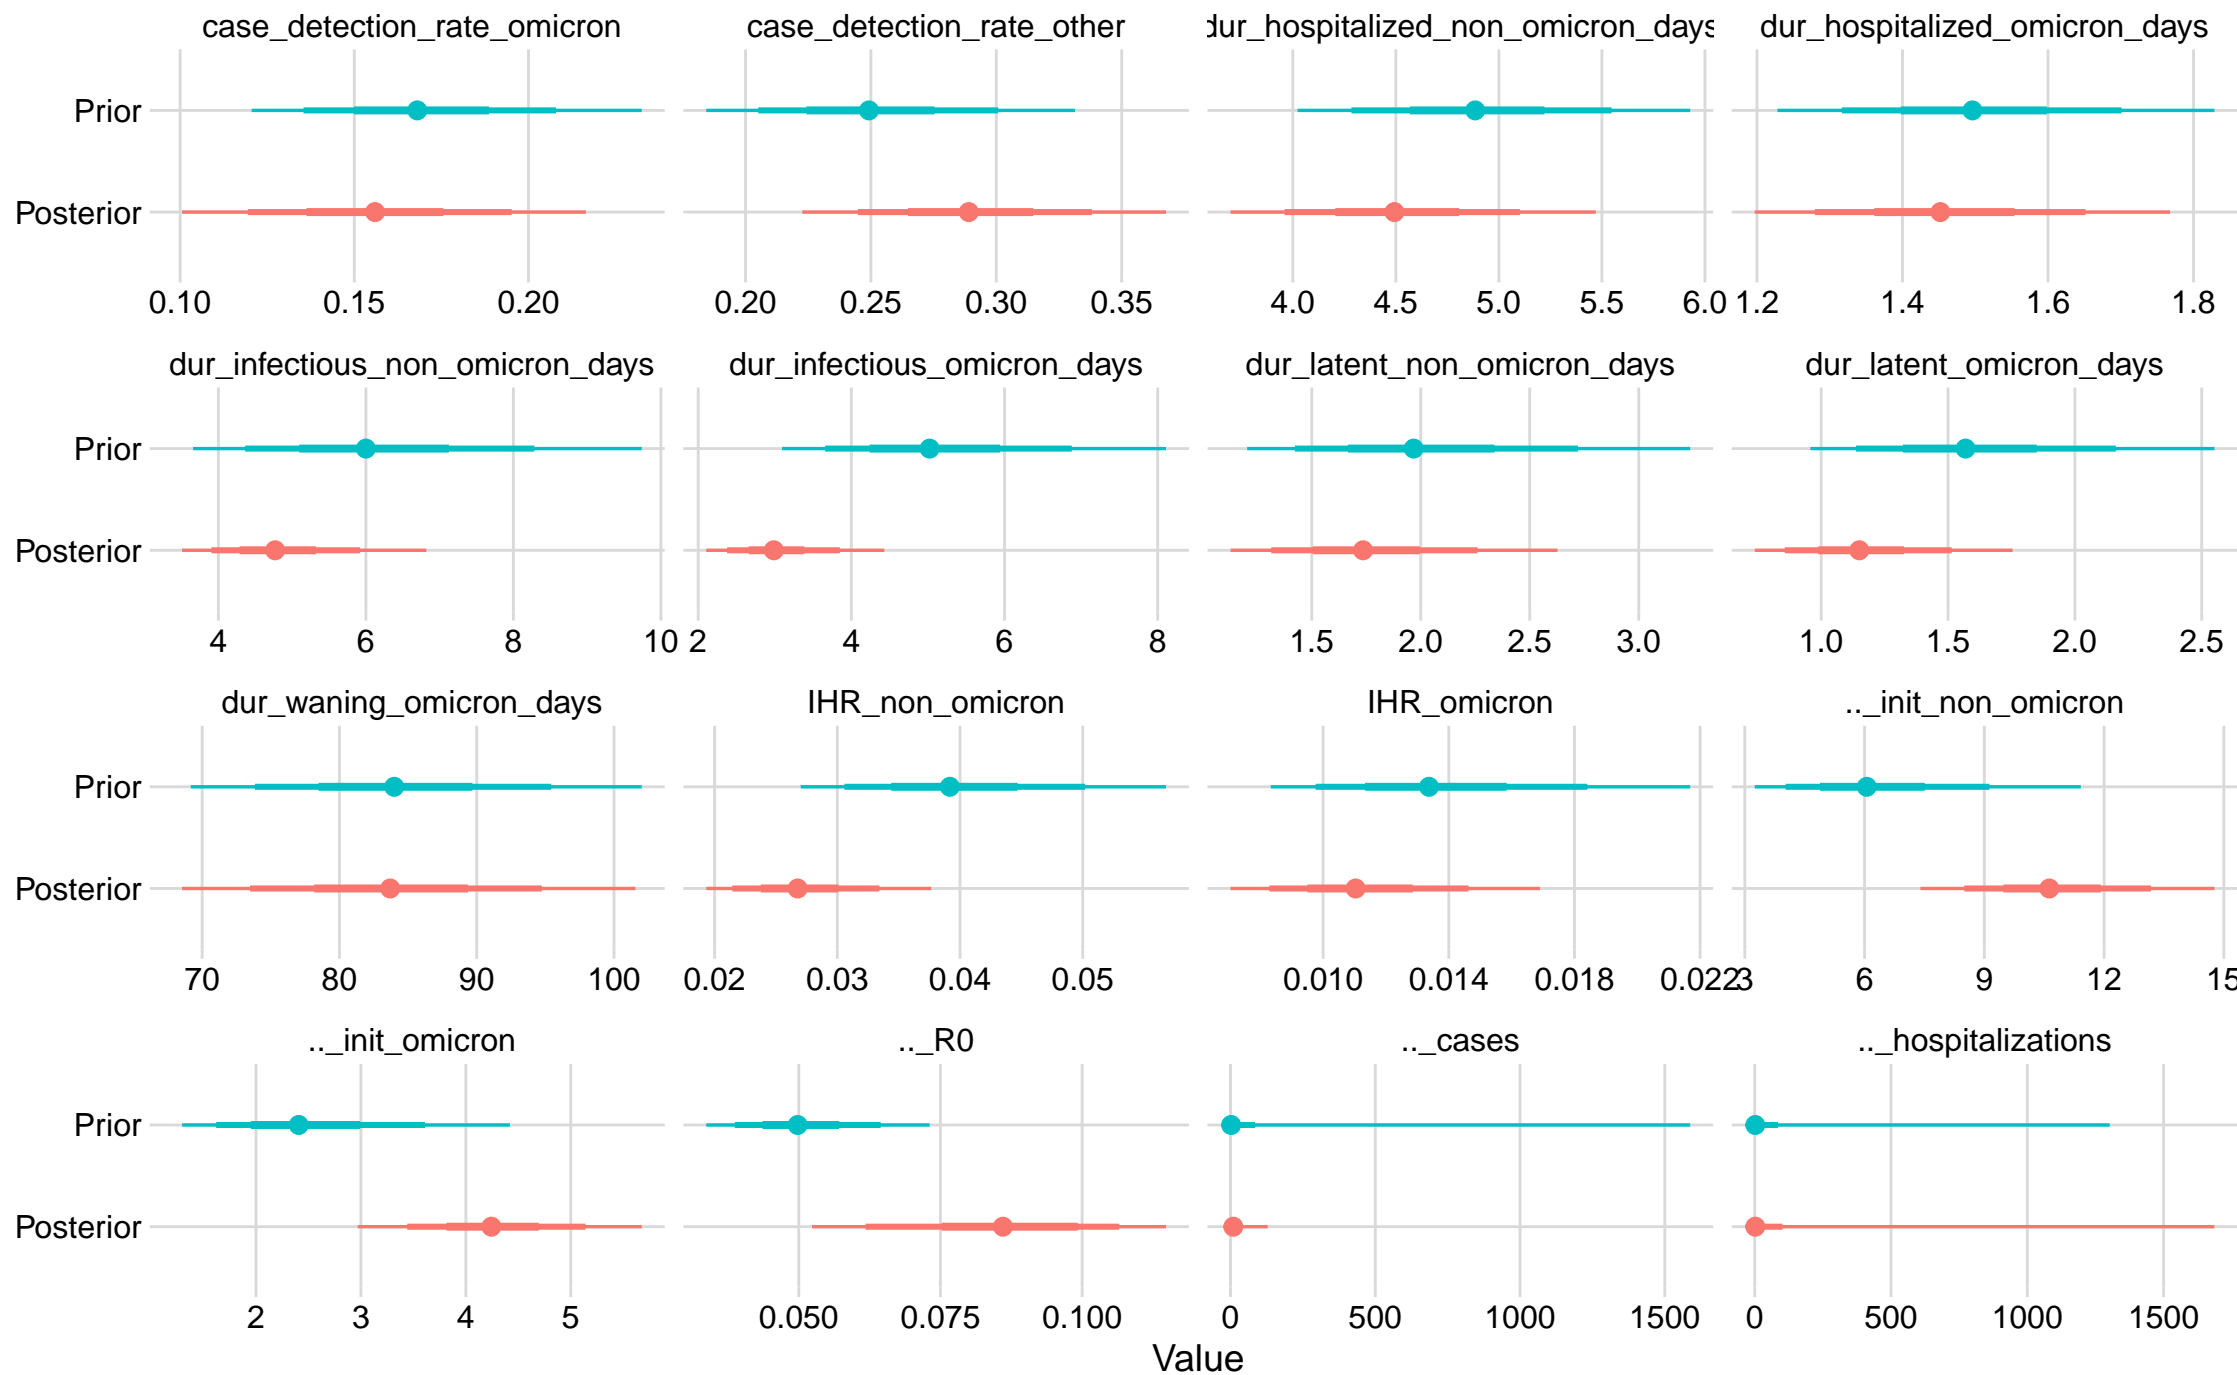 case_detection_rate_omicron case_detection_rate_other dur_hospitalized_non_omicron_days dur_hospitalized_omicron_days
Prior
Posterior
0.10 0.15 0.20 0.20 0.25 0.30 0.35 4.0 4.5 5.0 5.5 6.0 1.2 1.4 1.6 1.8
dur_infectious_non_omicron_days dur_infectious_omicron_days dur_latent_non_omicron_days dur_latent_omicron_days
Prior
Posterior
4 6 8 10 2 4 6 8 1.5 2.0 2.5 3.0 1.0 1.5 2.0 2.5
dur_waning_omicron_days IHR_non_omicron IHR_omicron .._init_non_omicron
Prior
Posterior
70 80 90 100 0.02 0.03 0.04 0.05 0.010 0.014 0.018 0.022 3 6 9 12 15
.._init_omicron .._R0 .._cases .._hospitalizations
Prior
Posterior
2 3 4 5 0.050 0.075 0.100 0 500 1000 1500 0 500 1000 1500
Value